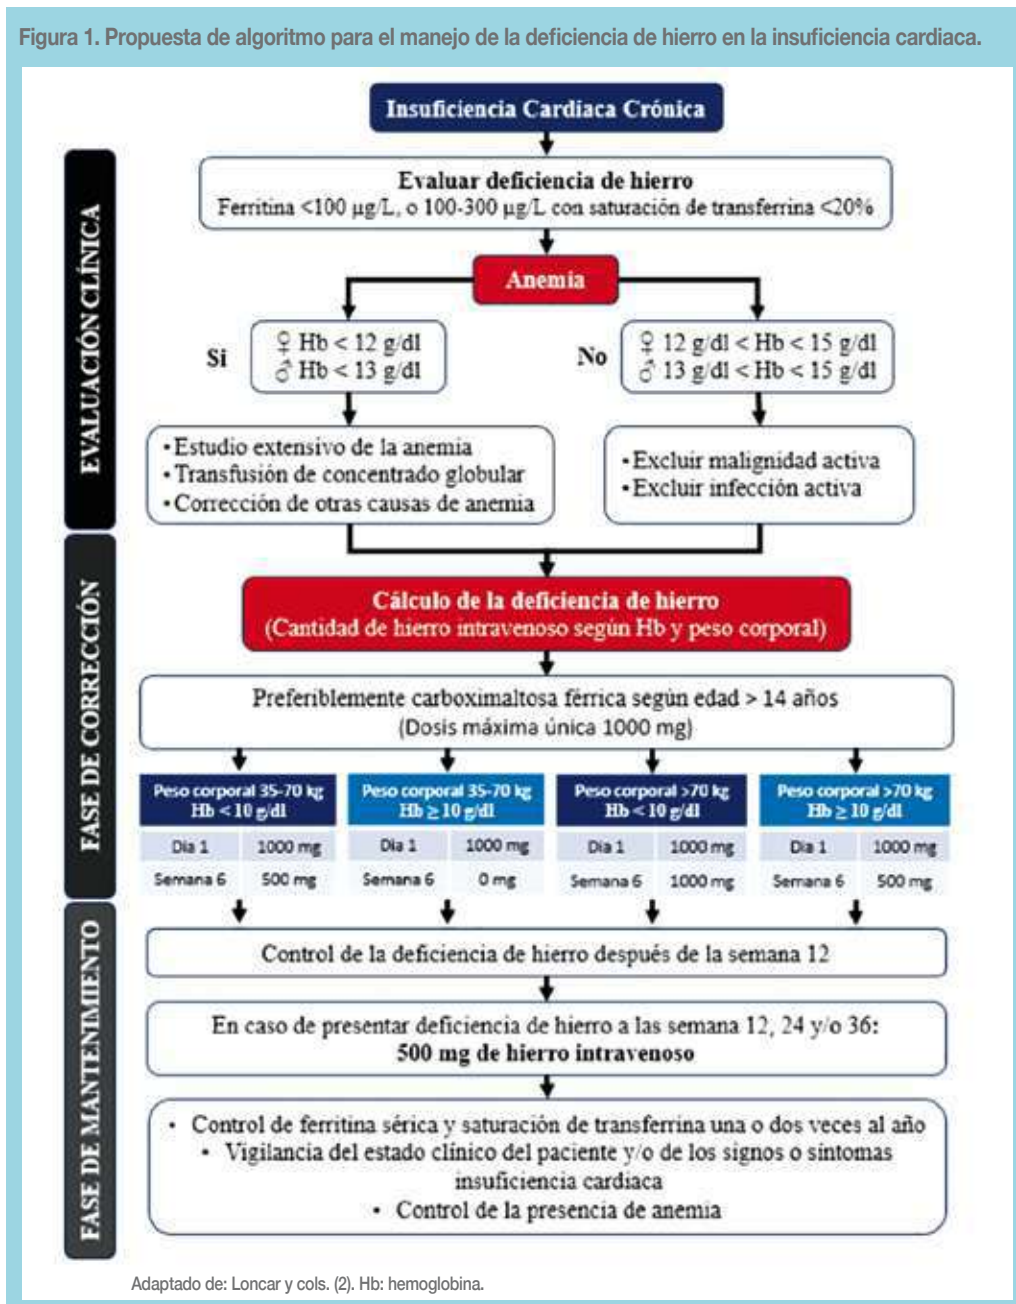 Figura 1. Propuesta de algoritmo para el manejo de la deficiencia de hierro en la insuficiencia cardiaca.
Insuficiencia Cardíaca Crónica
EVALUACIÓN CLÍNICA
Evaluar deficiencia de hierro
Ferritina <100 µg/L, o 100-300 µg/L con saturación de transferrina <20%
Anemia
Si
♀ Hb < 12 g/dl
♂ Hb < 13 g/dl
No
♀ 12 g/dl < Hb < 15 g/dl
♂ 13 g/dl < Hb < 15 g/dl
• Estudio extensivo de la anemia
• Transfusión de concentrado globular
• Corrección de otras causas de anemia
• Excluir malignidad activa
• Excluir infección activa
FASE DE CORRECCIÓN
Cálculo de la deficiencia de hierro
(Cantidad de hierro intravenoso según Hb y peso corporal)
Preferiblemente carboximaltosa férrica según edad > 14 años
(Dosis máxima única 1000 mg)
Peso corporal 35-70 kg
Hb < 10 g/dl
Dia 1 1000 mg
Semana 6 500 mg
Peso corporal 35-70 kg
Hb ≥ 10 g/dl
Dia 1 1000 mg
Semana 6 0 mg
Peso corporal >70 kg
Hb < 10 g/dl
Dia 1 1000 mg
Semana 6 1000 mg
Peso corporal >70 kg
Hb ≥ 10 g/dl
Dia 1 1000 mg
Semana 6 500 mg
FASE DE MANTENIMIENTO
Control de la deficiencia de hierro después de la semana 12
En caso de presentar deficiencia de hierro a las semana 12, 24 y/o 36:
500 mg de hierro intravenoso
• Control de ferritina sérica y saturación de transferrina una o dos veces al año
• Vigilancia del estado clínico del paciente y/o de los signos o síntomas
insuficiencia cardiaca
• Control de la presencia de anemia
Adaptado de: Loncar y cols. (2). Hb: hemoglobina.